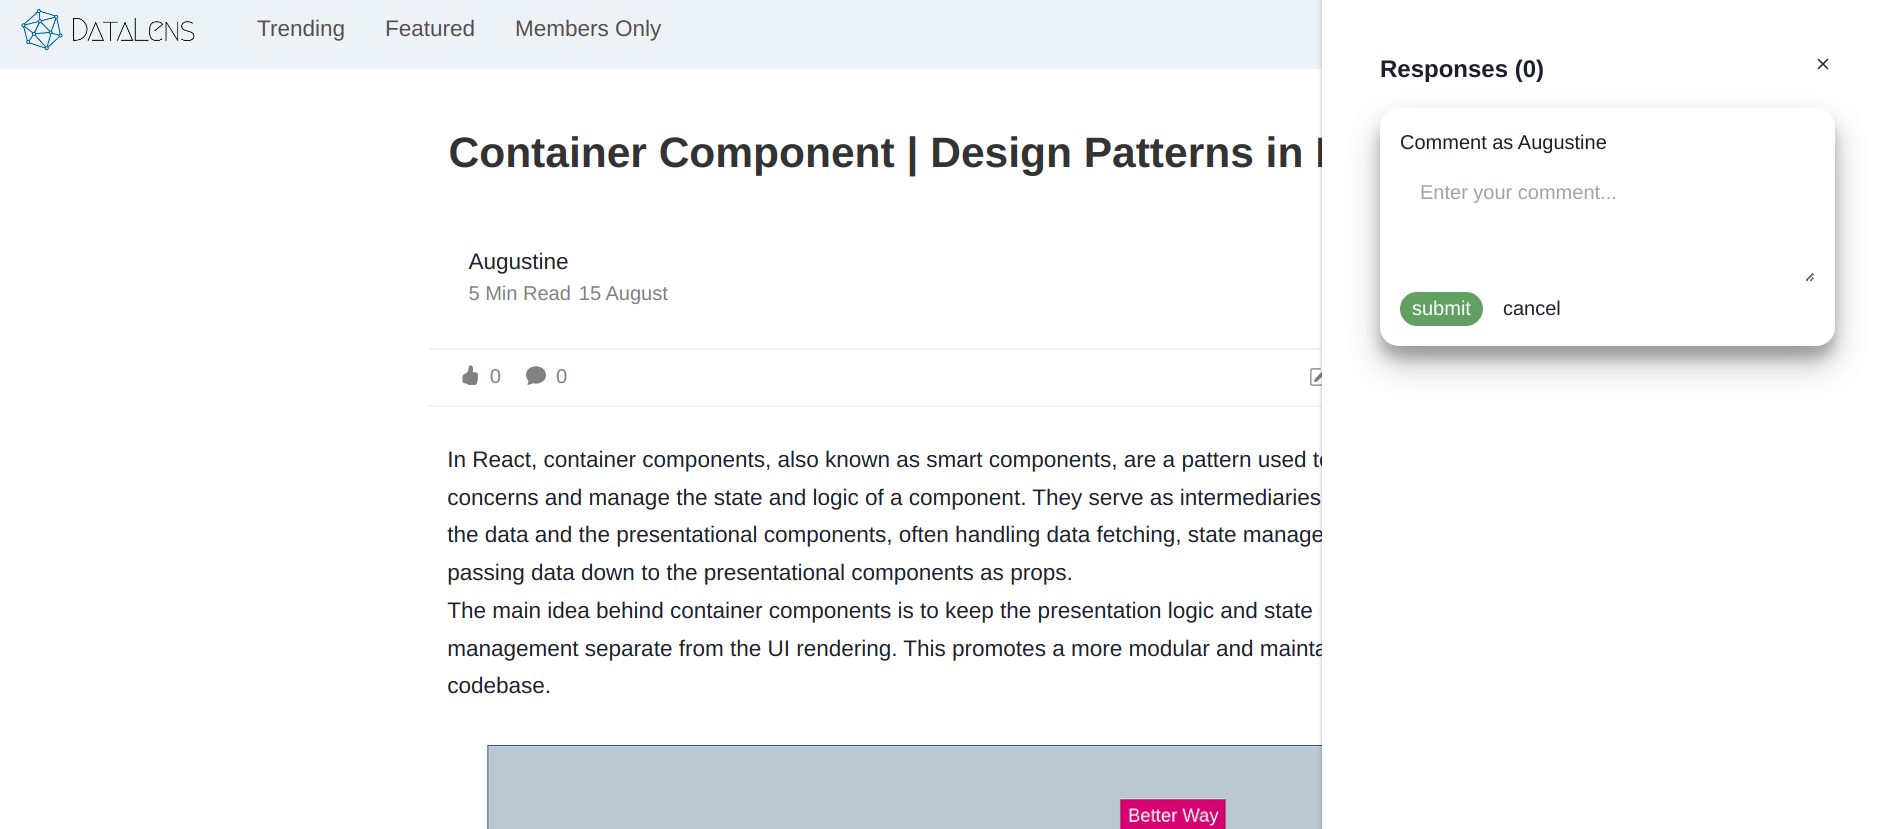 DATALENS
Trending
Featured
Members Only
Container Component | Design Patterns in
Augustine
5 Min Read 15 August
0
0
In React, container components, also known as smart components, are a pattern used to
concerns and manage the state and logic of a component. They serve as intermediaries
the data and the presentational components, often handling data fetching, state manage
passing data down to the presentational components as props.
The main idea behind container components is to keep the presentation logic and state
management separate from the UI rendering. This promotes a more modular and mainta
codebase.
Better Way
Responses (0)
Comment as Augustine
Enter your comment...
submit
cancel